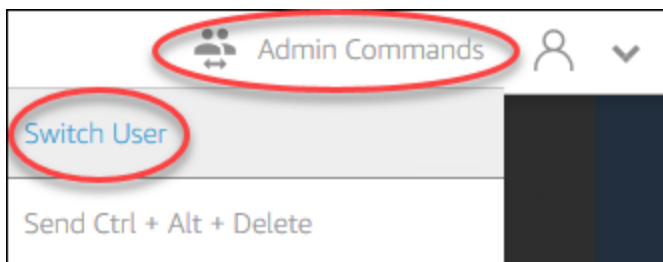 Admin Commands
Switch User
Send Ctrl + Alt + Delete